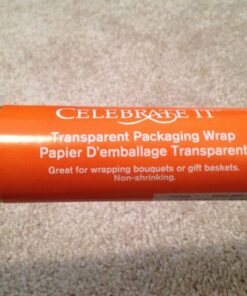 CELEBRATE IT
Transparent Packaging Wrap
Papier D'emballage Transparent
Great for wrapping bouquets or gift baskets.
Non-shrinking.